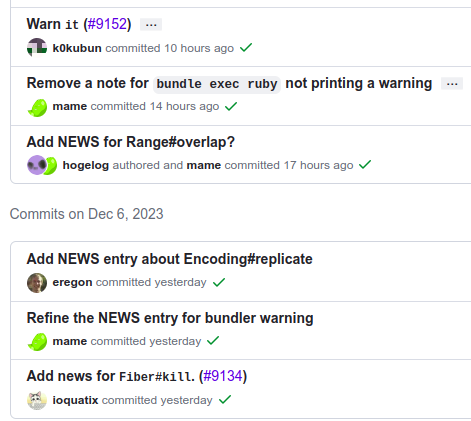 Warn it (#9152) ...
k0kubun committed 10 hours ago
Remove a note for bundle exec ruby not printing a warning ...
mame committed 14 hours ago
Add NEWS for Range#overlap?
hogelog authored and mame committed 17 hours ago
Commits on Dec 6, 2023
Add NEWS entry about Encoding#replicate
eregon committed yesterday
Refine the NEWS entry for bundler warning
mame committed yesterday
Add news for Fiber#kill. (#9134)
ioquatix committed yesterday